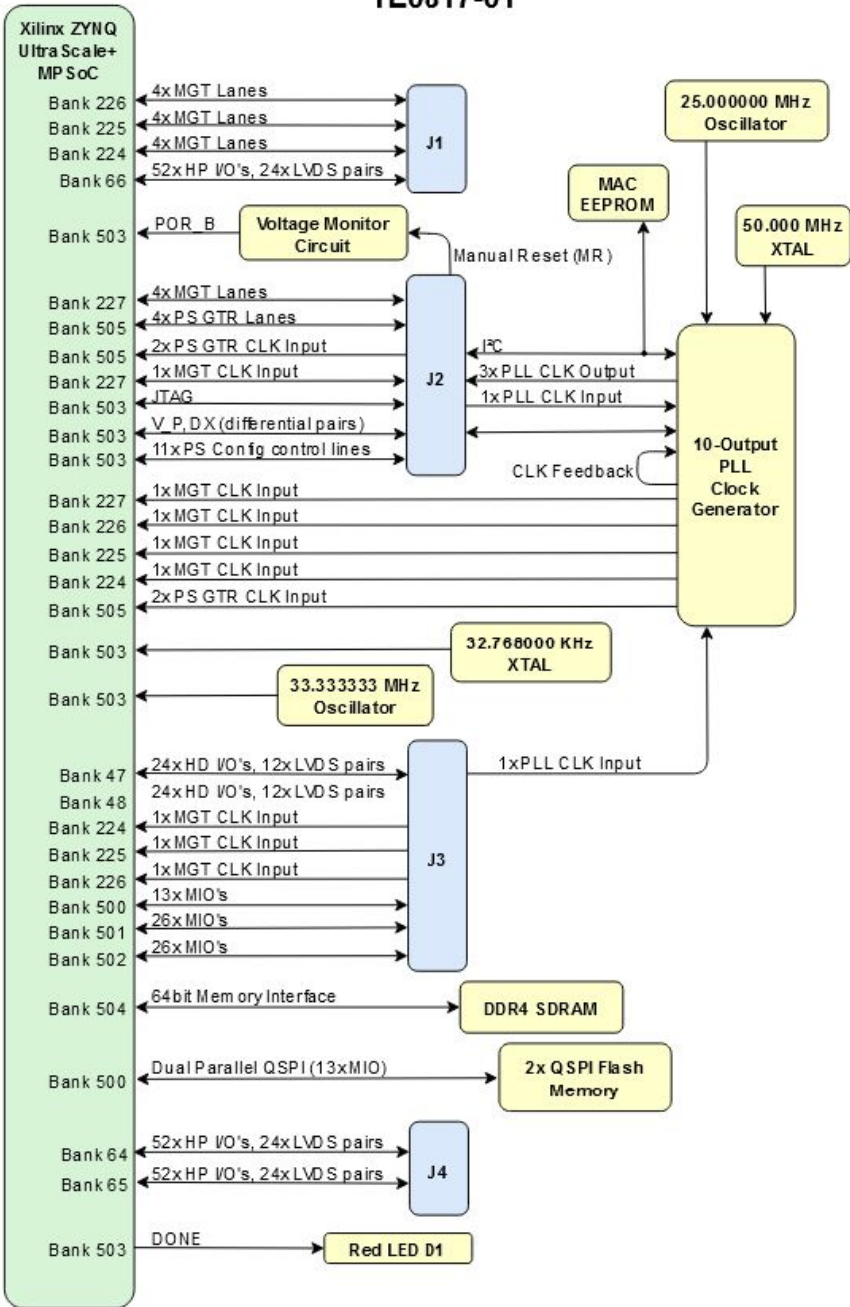 Xilinx ZYNQ
UltraScale+
MPSoC
Bank 226
4x MGT Lanes
Bank 225
4x MGT Lanes
Bank 224
4x MGT Lanes
Bank 66
52x HP I/O's, 24x LVDS pairs
J1
25.000000 MHz
Oscillator
MAC
EEPROM
50.000 MHz
XTAL
Bank 503
POR_B
Voltage Monitor
Circuit
Manual Reset (MR)
Bank 227
4x MGT Lanes
Bank 505
4x PS GTR Lanes
Bank 505
2x PS GTR CLK Input
Bank 227
1x MGT CLK Input
Bank 503
JTAG
Bank 503
V_P, DX (differential pairs)
Bank 503
11x PS Config control lines
J2
I²C
3x PLL CLK Output
1x PLL CLK Input
CLK Feedback
10-Output
PLL
Clock
Generator
Bank 227
1x MGT CLK Input
Bank 226
1x MGT CLK Input
Bank 225
1x MGT CLK Input
Bank 224
1x MGT CLK Input
Bank 505
2x PS GTR CLK Input
Bank 503
32.768000 KHz
XTAL
Bank 503
33.333333 MHz
Oscillator
Bank 47
24x HD I/O's, 12x LVDS pairs
Bank 48
24x HD I/O's, 12x LVDS pairs
Bank 224
1x MGT CLK Input
Bank 225
1x MGT CLK Input
Bank 226
1x MGT CLK Input
Bank 500
13x MIO's
Bank 501
26x MIO's
Bank 502
26x MIO's
J3
1xPLL CLK Input
Bank 504
64bit Memory Interface
DDR4 SDRAM
Bank 500
Dual Parallel QSPI (13xMIO)
2x QSPI Flash
Memory
Bank 64
52x HP I/O's, 24x LVDS pairs
Bank 65
52x HP I/O's, 24x LVDS pairs
J4
Bank 503
DONE
Red LED D1